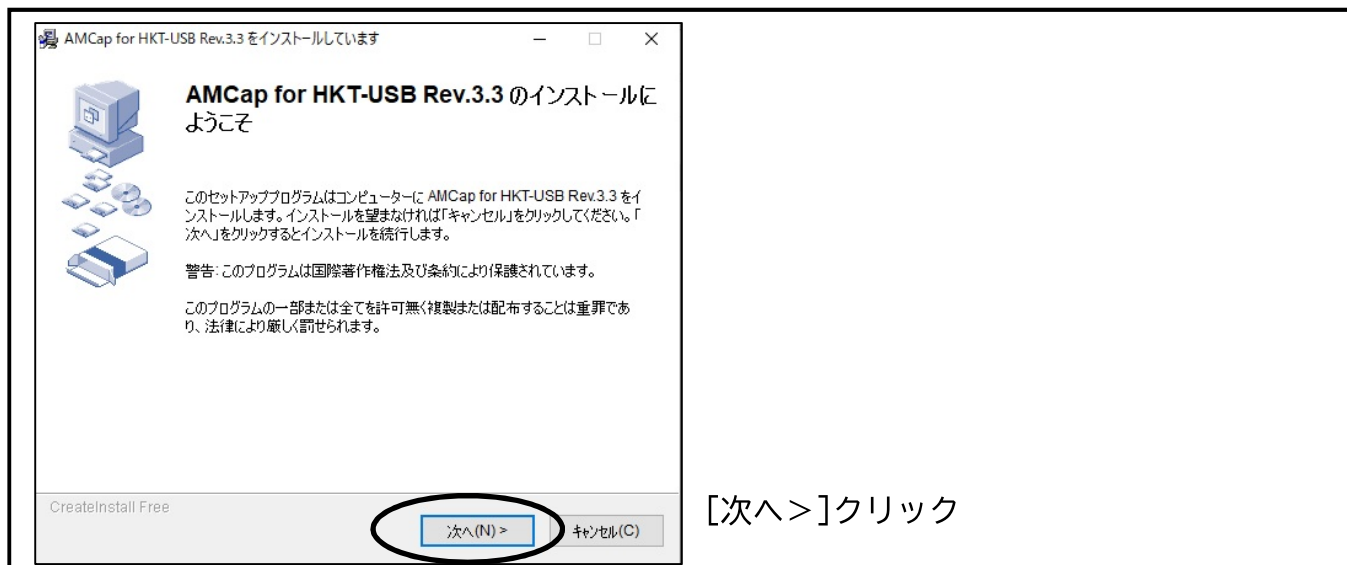 AMCap for HKT-USB Rev.3.3 をインストールしています
AMCap for HKT-USB Rev.3.3 のインストールに
ようこそ
このセットアッププログラムはコンピューターに AMCap for HKT-USB Rev.3.3 をイ
ンストールします。インストールを望まなければ「キャンセル」をクリックしてください。「
次へ」をクリックするとインストールを続行します。
警告: このプログラムは国際著作権法及び条約により保護されています。
このプログラムの一部または全てを許可無く複製または配布することは重罪であ
り、法律により厳しく罰せられます。
CreateInstall Free
次へ(N) >
キャンセル(C)
[次へ＞]クリック